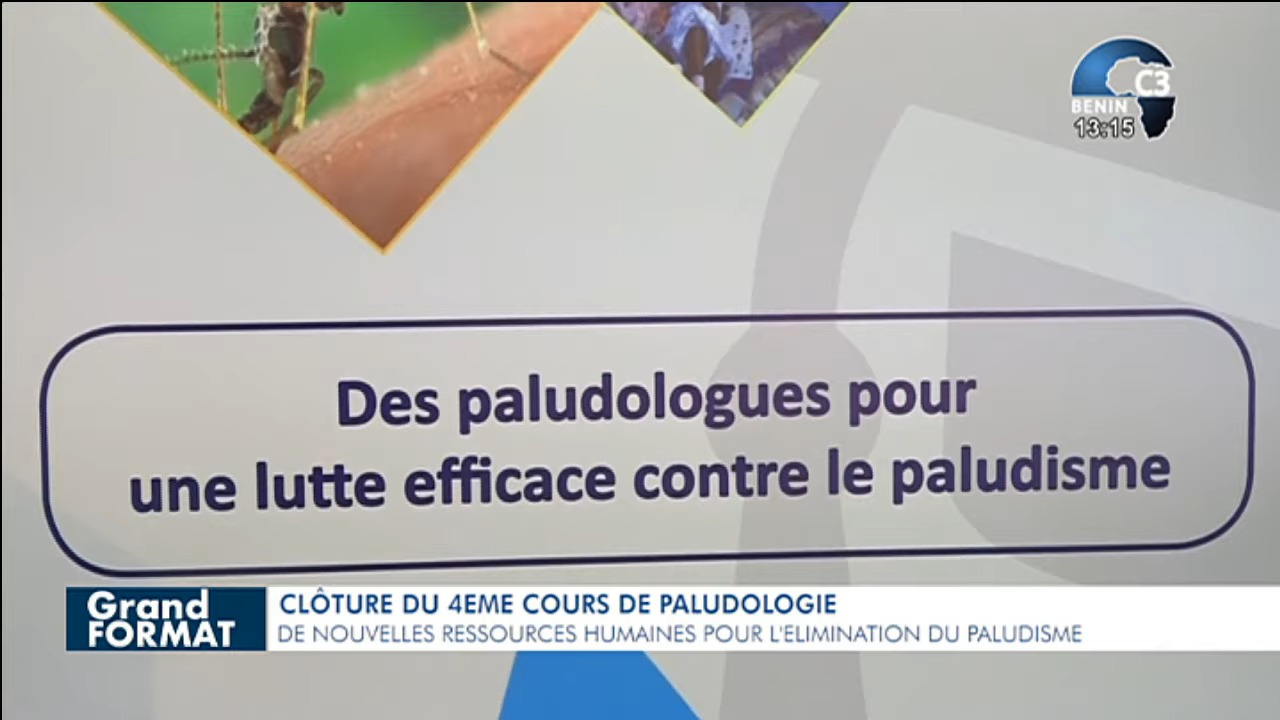 C3
BENIN
13:15
Des paludologues pour
une lutte efficace contre le paludisme
Grand
FORMAT
CLÔTURE DU 4EME COURS DE PALUDOLOGIE
DE NOUVELLES RESSOURCES HUMAINES POUR L'ELIMINATION DU PALUDISME